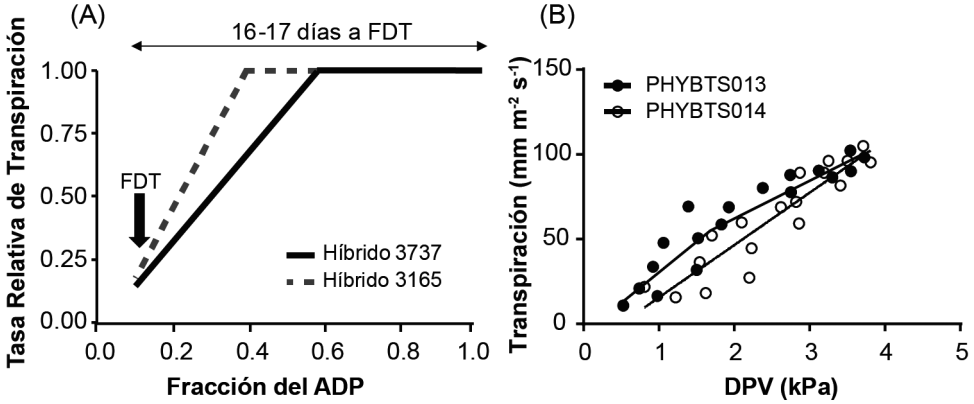 (A)
16-17 días a FDT
Tasa Relativa de Transpiración
1.00
0.75
0.50
0.25
0.00
FDT
Híbrido 3737
Híbrido 3165
0.0 0.2 0.4 0.6 0.8 1.0
Fracción del ADP
(B)
Transpiración (mm m⁻² s⁻¹)
150
100
50
0
PHYBTS013
PHYBTS014
0 1 2 3 4 5
DPV (kPa)